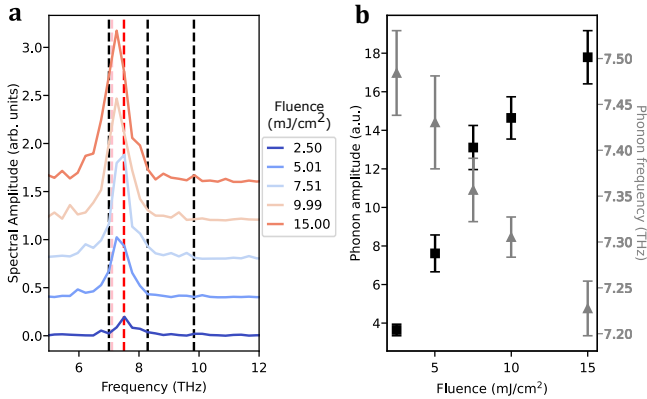 a
3.0
2.5
2.0
1.5
1.0
0.5
0.0
Spectral Amplitude (arb. units)
6 8 10 12
Frequency (THz)
Fluence
(mJ/cm²)
2.50
5.01
7.51
9.99
15.00
b
18
16
14
12
10
8
6
4
Phonon amplitude (a.u.)
5 10 15
Fluence (mJ/cm²)
7.50
7.45
7.40
7.35
7.30
7.25
7.20
Phonon frequency (THz)